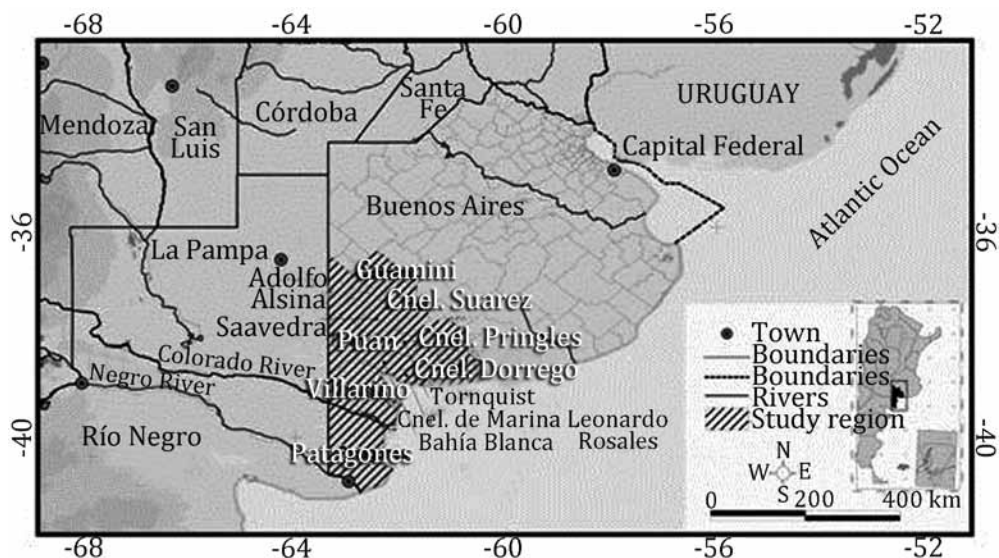 -68
-64
-60
-56
-52
Mendoza
San
Luis
Córdoba
Santa
Fe
URUGUAY
Capital Federal
Atlantic Ocean
Buenos Aires
-36
-36
La Pampa
Adolfo
Alsina
Saavedra
Guamini
Cnel. Suarez
Puan
Cnel. Pringles
Cnel. Dorrego
Colorado River
Negro River
Villarino
Tornquist
Cnel. de Marina Leonardo
Bahía Blanca
Rosales
-40
-40
Río Negro
Patagones
Town
Boundaries
Boundaries
Rivers
Study region
N
W
E
S
0
200
400 km
-68
-64
-60
-56
-52